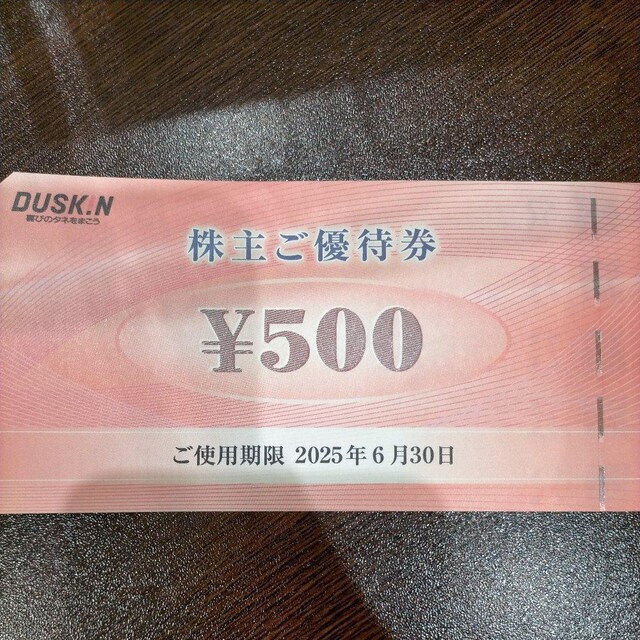 DUSKIN
喜びのタネをまこう
株主ご優待券
¥500
ご使用期限 2025年6月30日